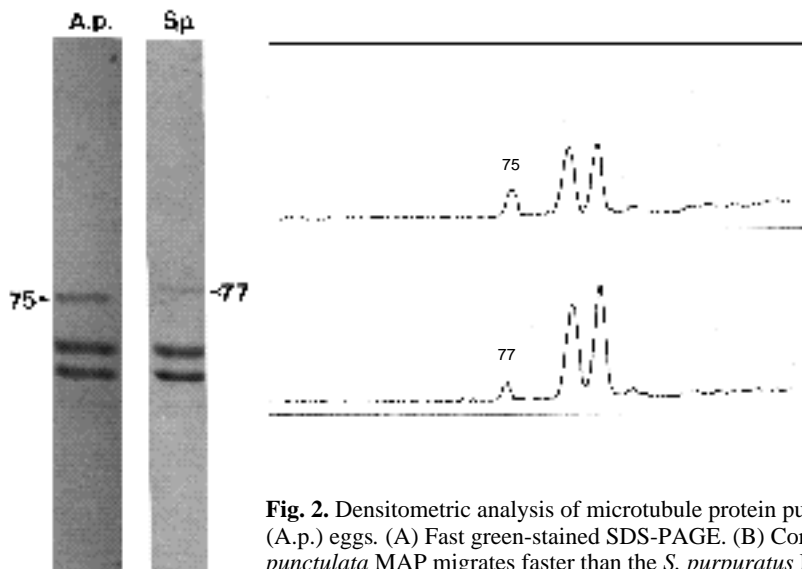 A.p. Sp
75
75
77
77
Fig. 2. Densitometric analysis of microtubule protein pu
(A.p.) eggs. (A) Fast green-stained SDS-PAGE. (B) Co
punctulata MAP migrates faster than the S. purpuratus